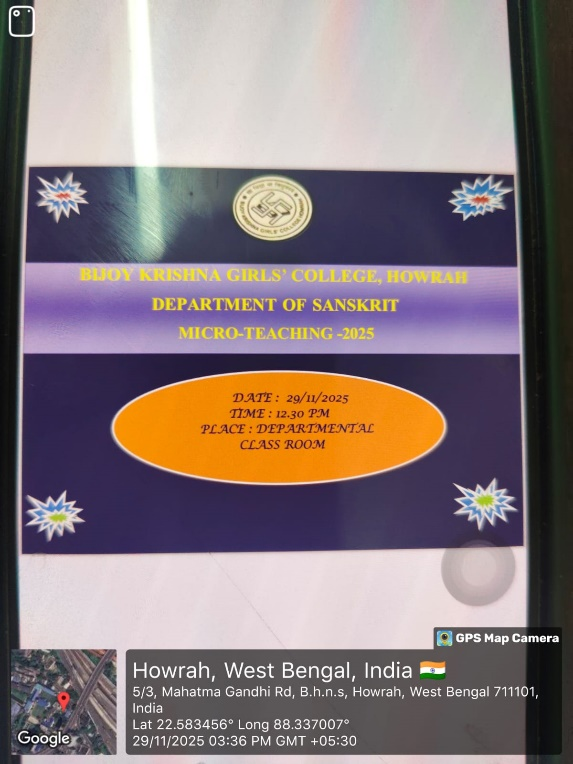 BIJOY KRISHNA GIRLS' COLLEGE, HOWRAH
DEPARTMENT OF SANSKRIT
MICRO-TEACHING -2025
DATE : 29/11/2025
TIME : 12.30 PM
PLACE : DEPARTMENTAL
CLASS ROOM
GPS Map Camera
Howrah, West Bengal, India
5/3, Mahatma Gandhi Rd, B.h.n.s, Howrah, West Bengal 711101,
India
Lat 22.583456° Long 88.337007°
29/11/2025 03:36 PM GMT +05:30
Google